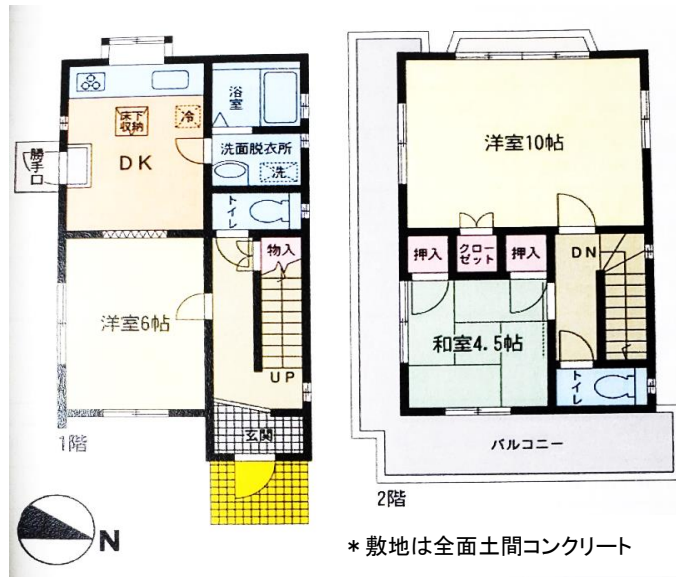 浴室
床下
収納
冷
DK
勝手口
洗面脱衣所
洗
トイレ
物入
洋室6帖
UP
玄関
1階
N
洋室10帖
押入
クロー
ゼット
押入
DN
和室4.5帖
トイレ
バルコニー
2階
*敷地は全面土間コンクリート